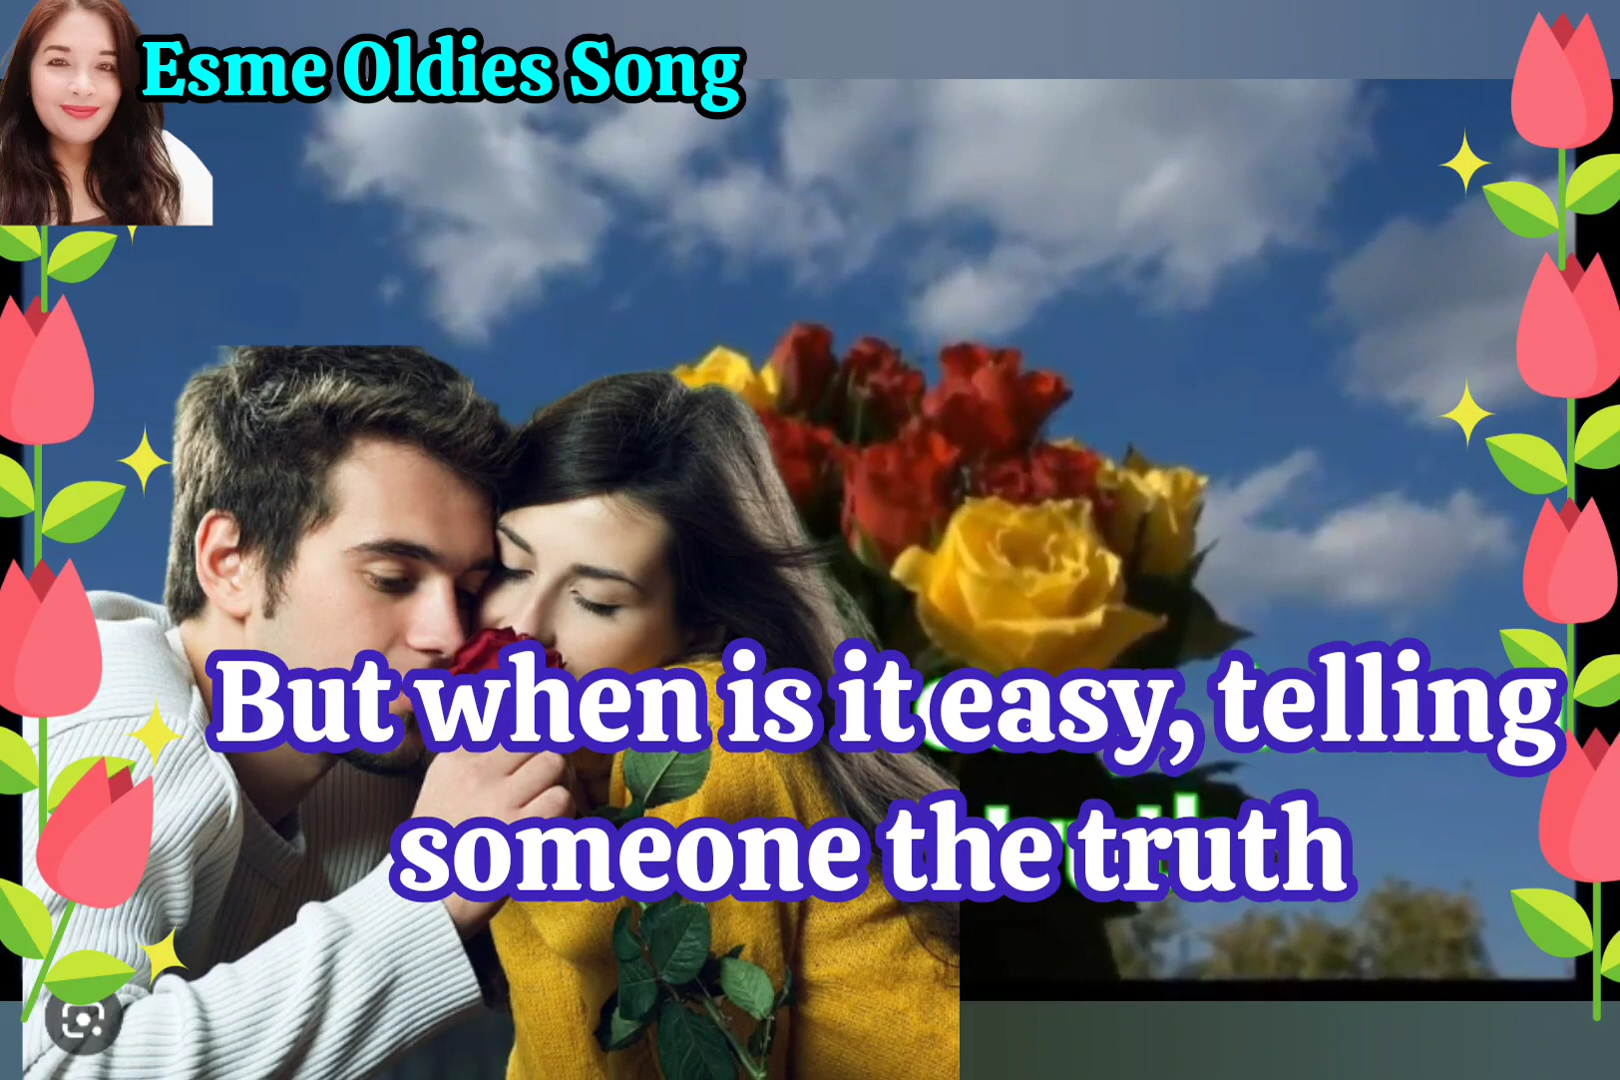 Esme Oldies Song
But when is it easy, telling
someone the truth